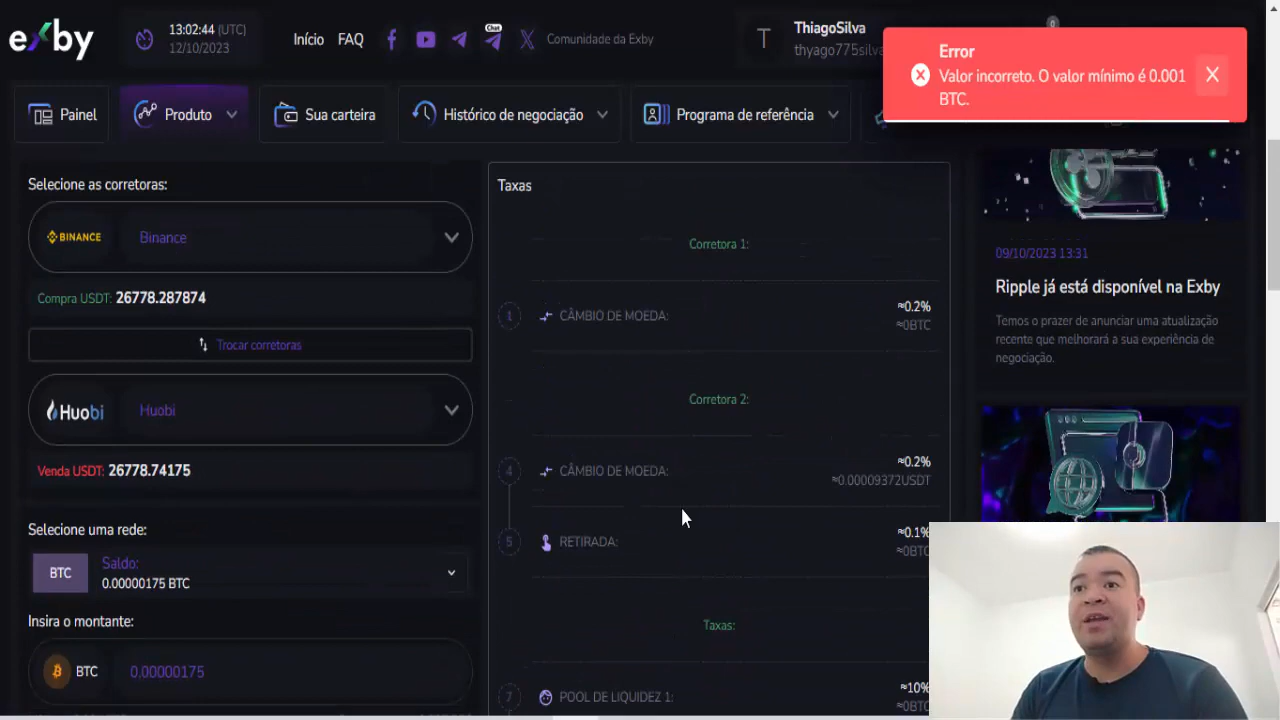 exby
13:02:44 (UTC)
12/10/2023
Início
FAQ
Chat
Comunidade da Exby
T
ThiagoSilva
thyago775silva
Error
Valor incorreto. O valor mínimo é 0.001
BTC.
Painel
Produto
Sua carteira
Histórico de negociação
Programa de referência
Selecione as corretoras:
BINANCE
Binance
Compra USDT: 26778.287874
Trocar corretoras
Huobi
Huobi
Venda USDT: 26778.74175
Selecione uma rede:
BTC
Saldo:
0.00000175 BTC
Insira o montante:
BTC
0,00000175
Taxas
Corretora 1:
1
CÂMBIO DE MOEDA:
≈0.2%
≈0BTC
Corretora 2:
4
CÂMBIO DE MOEDA:
≈0.2%
≈0.00009372USDT
5
RETIRADA:
≈0.1%
≈0BTC
Taxas:
7
POOL DE LIQUIDEZ 1:
≈10%
≈0BTC
09/10/2023 13:31
Ripple já está disponível na Exby
Temos o prazer de anunciar uma atualização
recente que melhorará a sua experiência de
negociação.